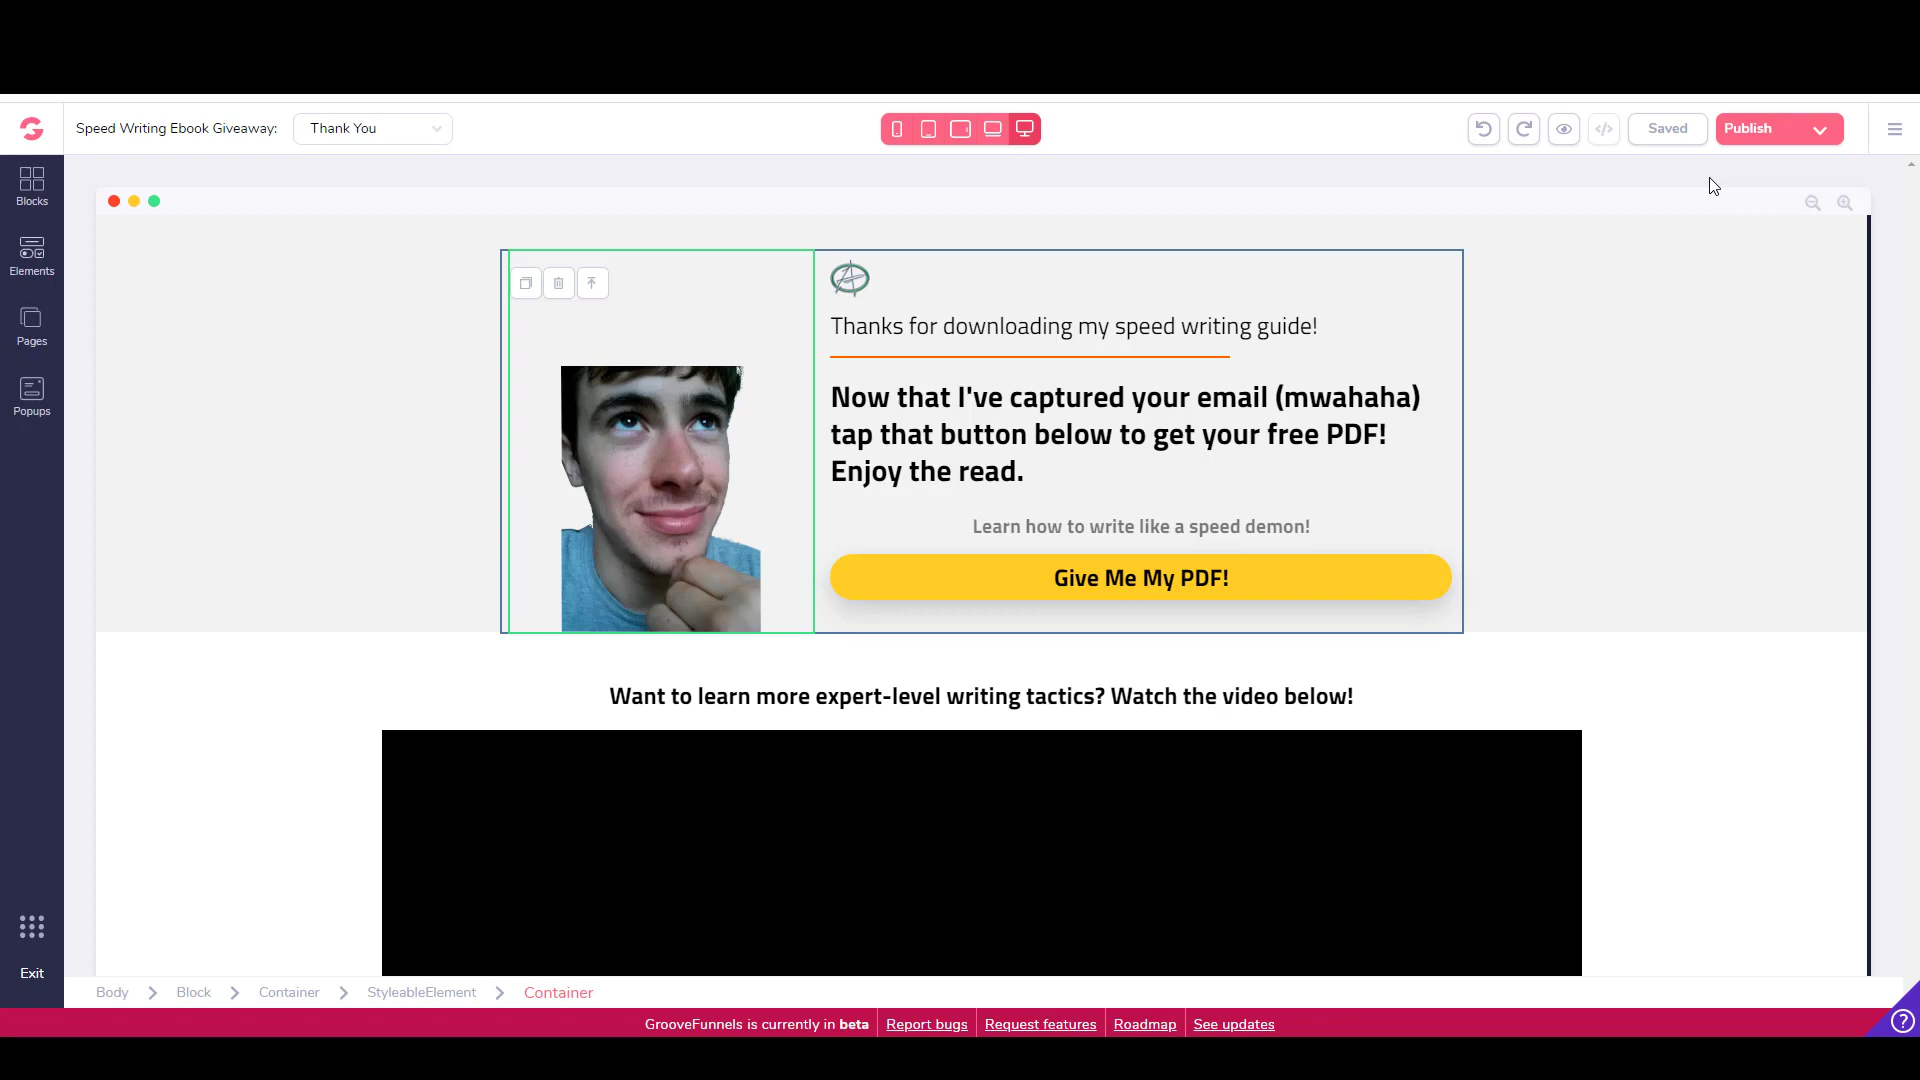 Speed Writing Ebook Giveaway: Thank You Saved Publish
Blocks
Elements
Pages
Popups
Thanks for downloading my speed writing guide!
Now that I've captured your email (mwahaha)
tap that button below to get your free PDF!
Enjoy the read.
Learn how to write like a speed demon!
Give Me My PDF!
Want to learn more expert-level writing tactics? Watch the video below!
Exit
Body Block Container StyleableElement Container
GrooveFunnels is currently in beta Report bugs Request features Roadmap See updates
?